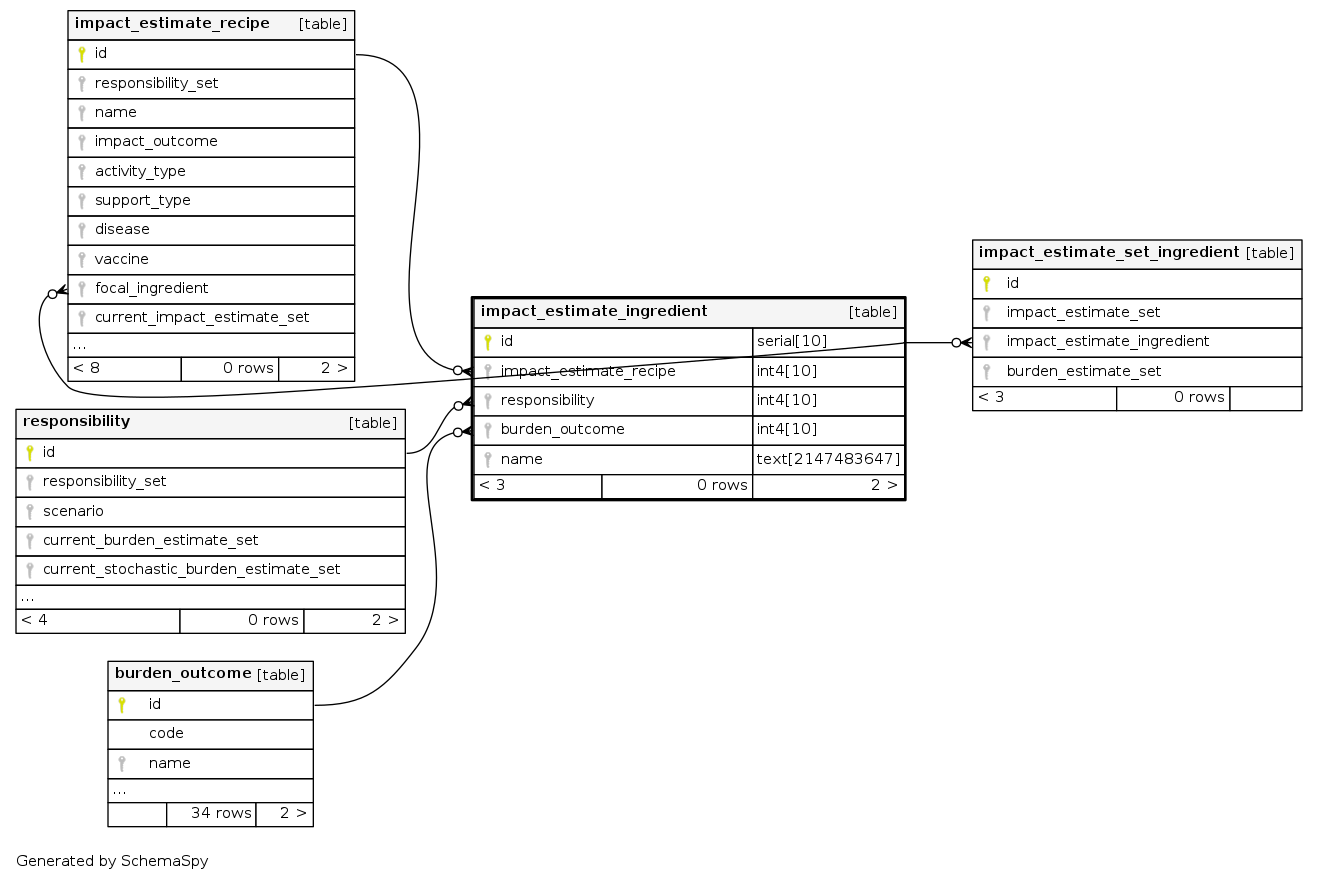 impact_estimate_recipe [table]
id
responsibility_set
name
impact_outcome
activity_type
support_type
disease
vaccine
focal_ingredient
current_impact_estimate_set
...
< 8 0 rows 2 >
responsibility [table]
id
responsibility_set
scenario
current_burden_estimate_set
current_stochastic_burden_estimate_set
...
< 4 0 rows 2 >
burden_outcome [table]
id
code
name
...
34 rows 2 >
impact_estimate_ingredient [table]
id serial[10]
impact_estimate_recipe int4[10]
responsibility int4[10]
burden_outcome int4[10]
name text[2147483647]
< 3 0 rows 2 >
impact_estimate_set_ingredient [table]
id
impact_estimate_set
impact_estimate_ingredient
burden_estimate_set
< 3 0 rows
Generated by SchemaSpy